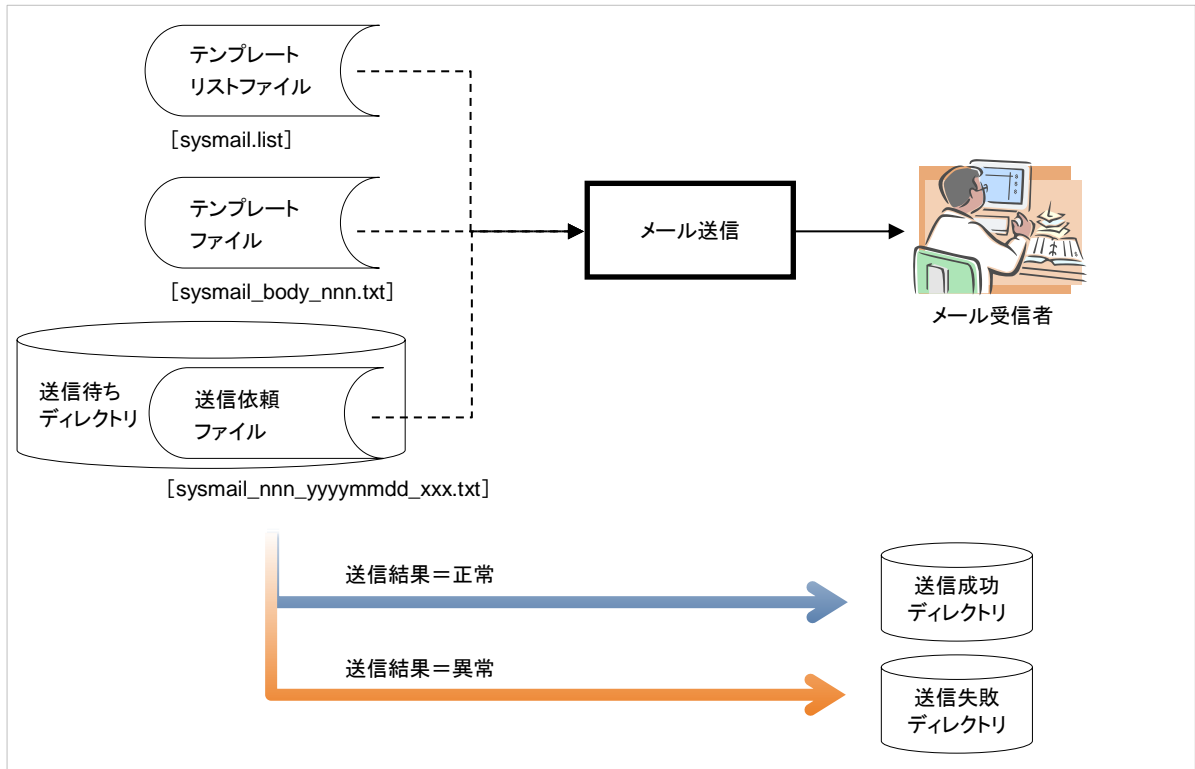 テンプレート
リストファイル
[sysmail.list]
テンプレート
ファイル
[sysmail_body_nnn.txt]
メール送信
メール受信者
送信待ち
ディレクトリ
送信依頼
ファイル
[sysmail_nnn_yyyymmdd_xxx.txt]
送信結果=正常
送信成功
ディレクトリ
送信結果=異常
送信失敗
ディレクトリ